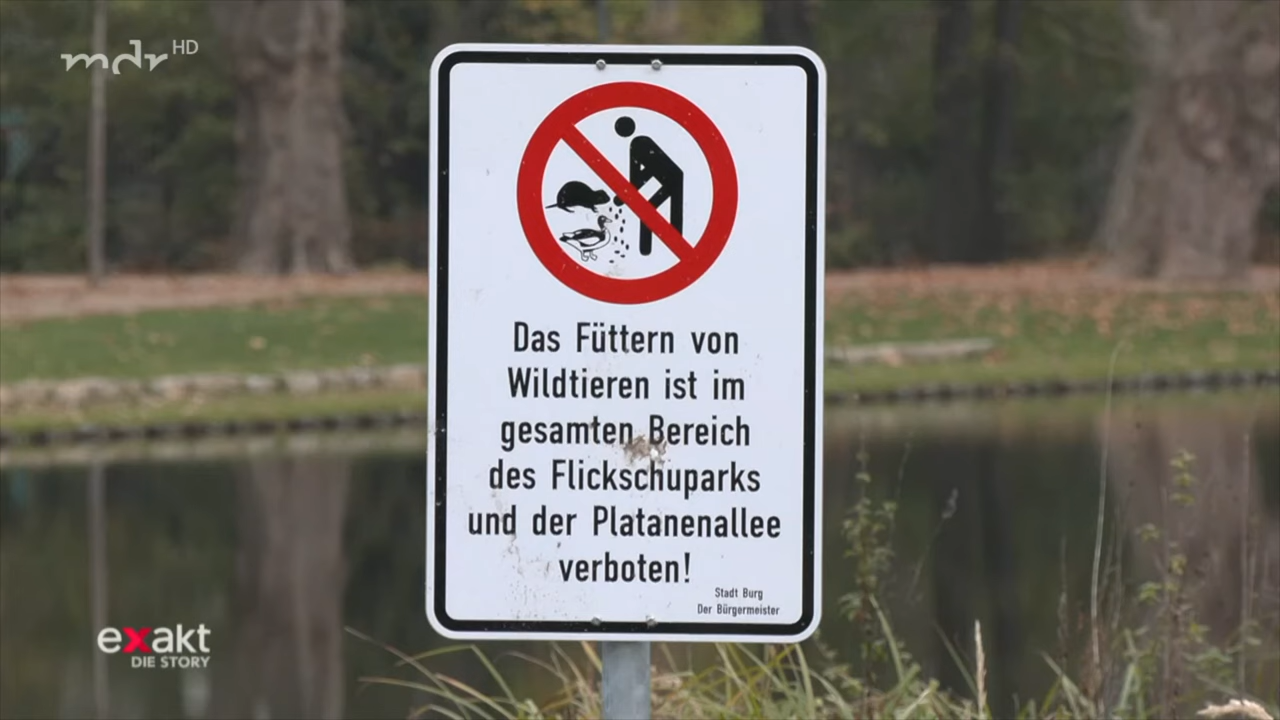 mdr HD
Das Füttern von
Wildtieren ist im
gesamten Bereich
des Flickschuparks
und der Platanenallee
verboten!
Stadt Burg
Der Bürgermeister
exakt
DIE STORY